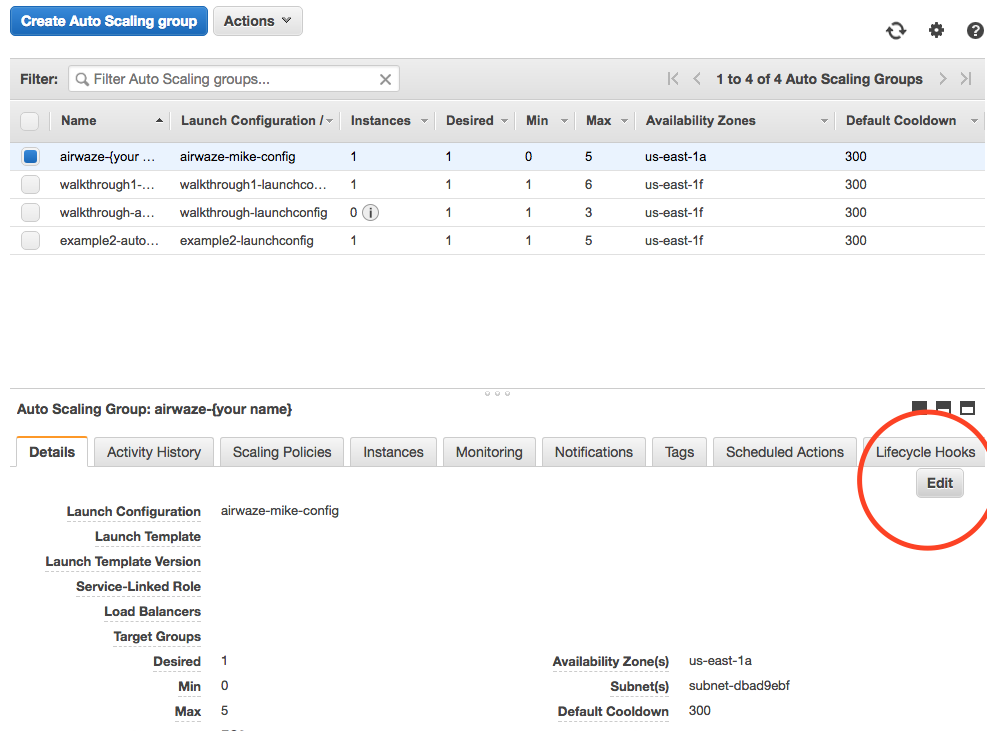 Create Auto Scaling group Actions
Filter: Filter Auto Scaling groups... 1 to 4 of 4 Auto Scaling Groups
Name Launch Configuration / Instances Desired Min Max Availability Zones Default Cooldown
airwaze-{your ... airwaze-mike-config 1 1 0 5 us-east-1a 300
walkthrough1-... walkthrough1-launchco... 1 1 1 6 us-east-1f 300
walkthrough-a... walkthrough-launchconfig 0 1 1 3 us-east-1f 300
example2-auto... example2-launchconfig 1 1 1 5 us-east-1f 300
Auto Scaling Group: airwaze-{your name}
Details Activity History Scaling Policies Instances Monitoring Notifications Tags Scheduled Actions Lifecycle Hooks
Edit
Launch Configuration airwaze-mike-config
Launch Template
Launch Template Version
Service-Linked Role
Load Balancers
Target Groups
Desired 1 Availability Zone(s) us-east-1a
Min 0 Subnet(s) subnet-dbad9ebf
Max 5 Default Cooldown 300